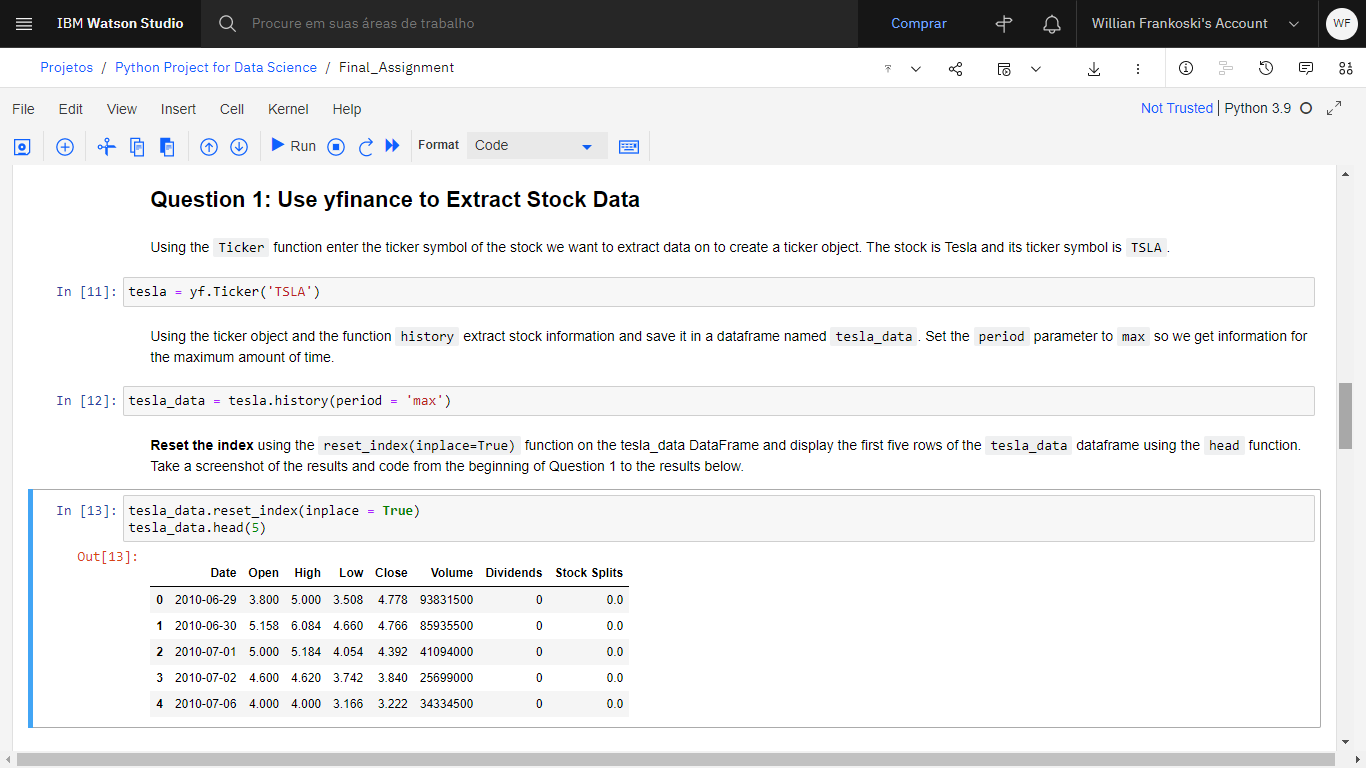 IBM Watson Studio
Procure em suas áreas de trabalho
Comprar
Willian Frankoski's Account
WF
Projetos / Python Project for Data Science / Final_Assignment
File Edit View Insert Cell Kernel Help
Not Trusted | Python 3.9
Run
Format
Code
Question 1: Use yfinance to Extract Stock Data
Using the Ticker function enter the ticker symbol of the stock we want to extract data on to create a ticker object. The stock is Tesla and its ticker symbol is TSLA .
In [11]: tesla = yf.Ticker('TSLA')
Using the ticker object and the function history extract stock information and save it in a dataframe named tesla_data . Set the period parameter to max so we get information for
the maximum amount of time.
In [12]: tesla_data = tesla.history(period = 'max')
Reset the index using the reset_index(inplace=True) function on the tesla_data DataFrame and display the first five rows of the tesla_data dataframe using the head function.
Take a screenshot of the results and code from the beginning of Question 1 to the results below.
In [13]: tesla_data.reset_index(inplace = True)
tesla_data.head(5)
Out[13]:
Date Open High Low Close Volume Dividends Stock Splits
0 2010-06-29 3.800 5.000 3.508 4.778 93831500 0 0.0
1 2010-06-30 5.158 6.084 4.660 4.766 85935500 0 0.0
2 2010-07-01 5.000 5.184 4.054 4.392 41094000 0 0.0
3 2010-07-02 4.600 4.620 3.742 3.840 25699000 0 0.0
4 2010-07-06 4.000 4.000 3.166 3.222 34334500 0 0.0